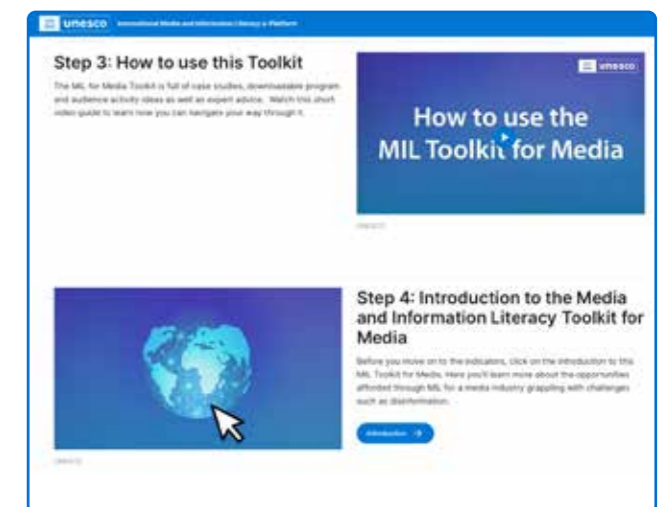 unesco International Media and Information Literacy e-Platform
Step 3: How to use this Toolkit
The MIL for Media Toolkit is full of case studies, downloadable program
and audience activity ideas as well as expert advice. Watch this short
video guide to learn how you can navigate your way through it.
unesco
How to use the
MIL Toolkit for Media
UNESCO
Step 4: Introduction to the Media
and Information Literacy Toolkit for
Media
Before you move on to the indicators, click on the introduction to this
MIL Toolkit for Media. Here you'll learn more about the opportunities
afforded through MIL for a media industry grappling with challenges
such as disinformation.
Introduction
UNESCO